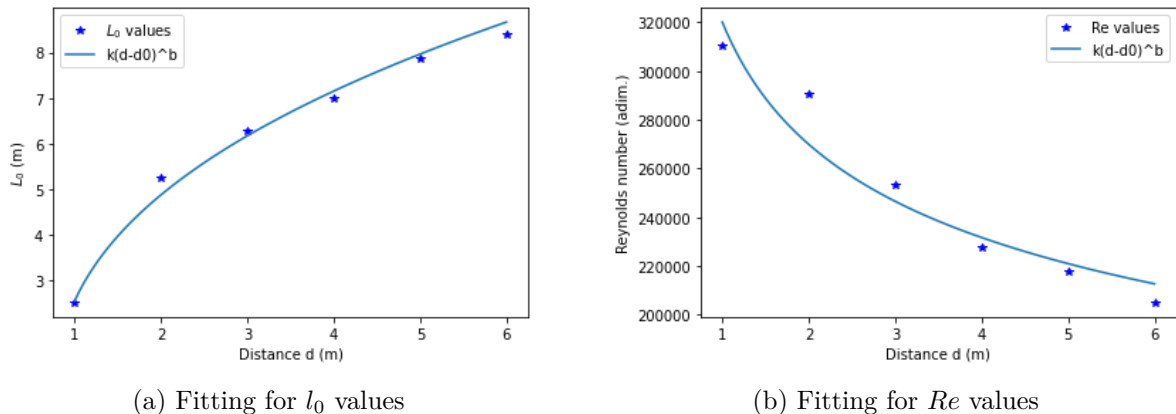 L₀ values
k(d-d0)^b
8
7
6
5
4
3
L₀ (m)
1 2 3 4 5 6
Distance d (m)
(a) Fitting for l₀ values
Re values
k(d-d0)^b
320000
300000
280000
260000
240000
220000
200000
Reynolds number (adim.)
1 2 3 4 5 6
Distance d (m)
(b) Fitting for Re values